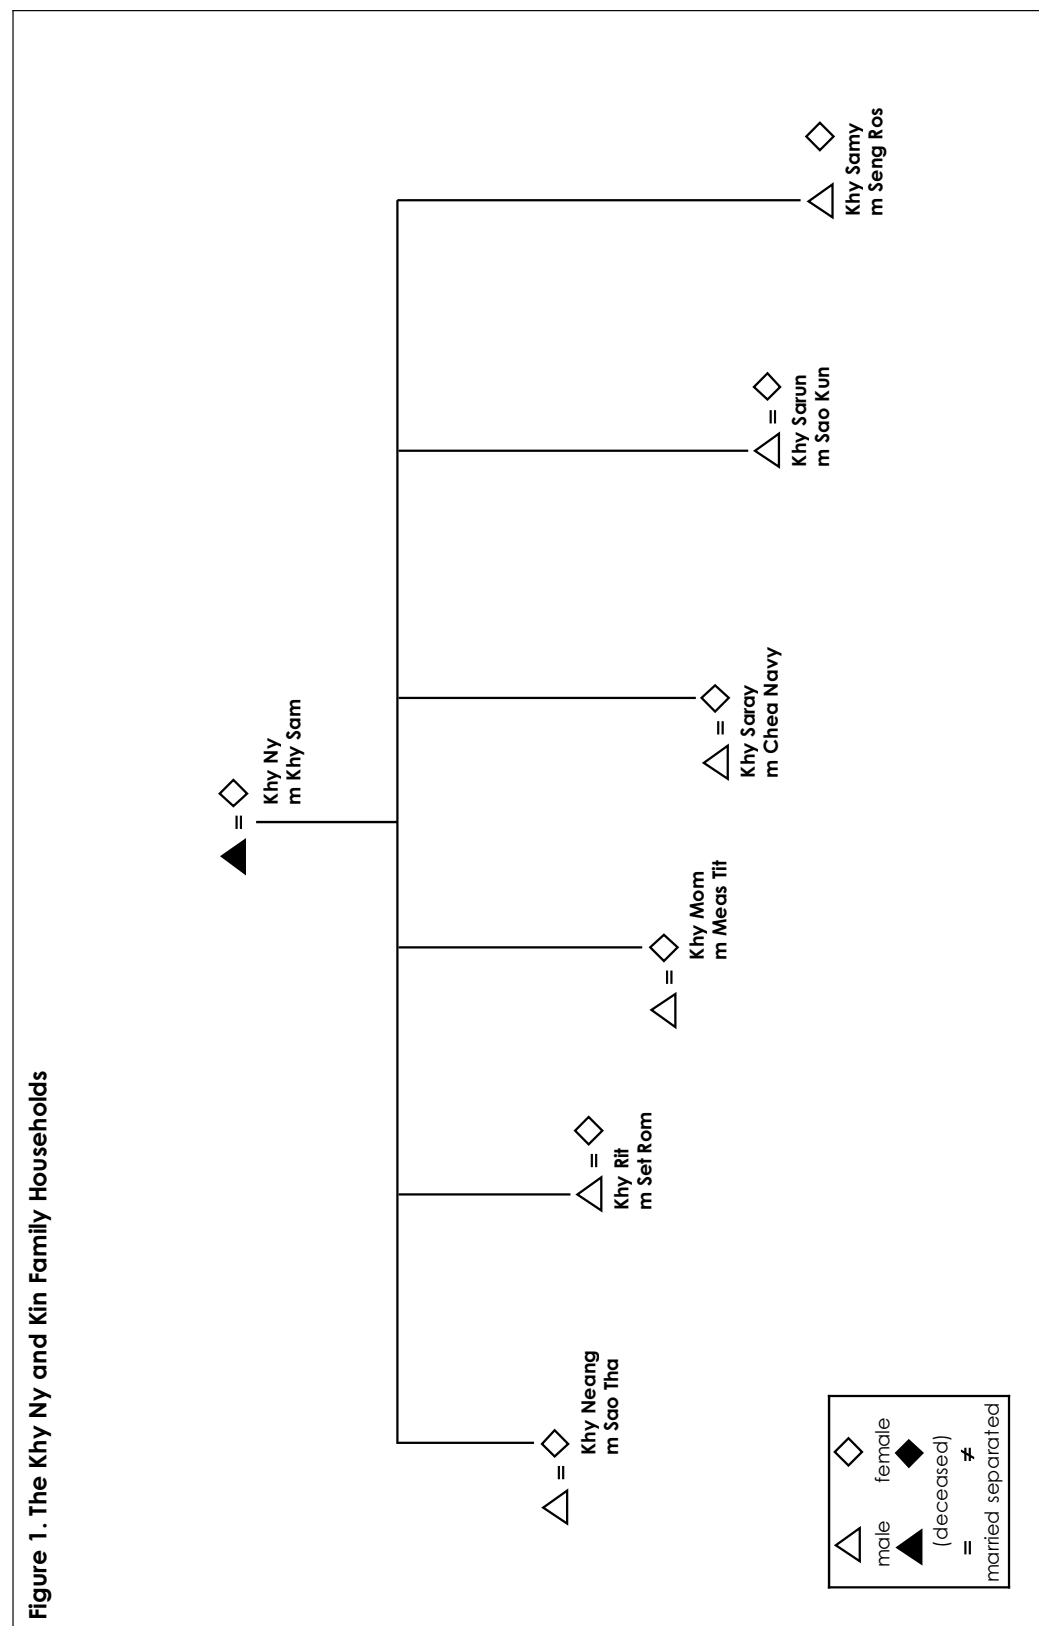 Figure 1. The Khy Ny and Kin Family Households
=
Khy Ny
m Khy Sam
=
Khy Neang
m Sao Tha
=
Khy Rit
m Set Rom
=
Khy Mom
m Meas Tit
=
Khy Saray
m Chea Navy
=
Khy Sarun
m Sao Kun
Khy Samy
m Seng Ros
male female
(deceased)
= ≠
married separated